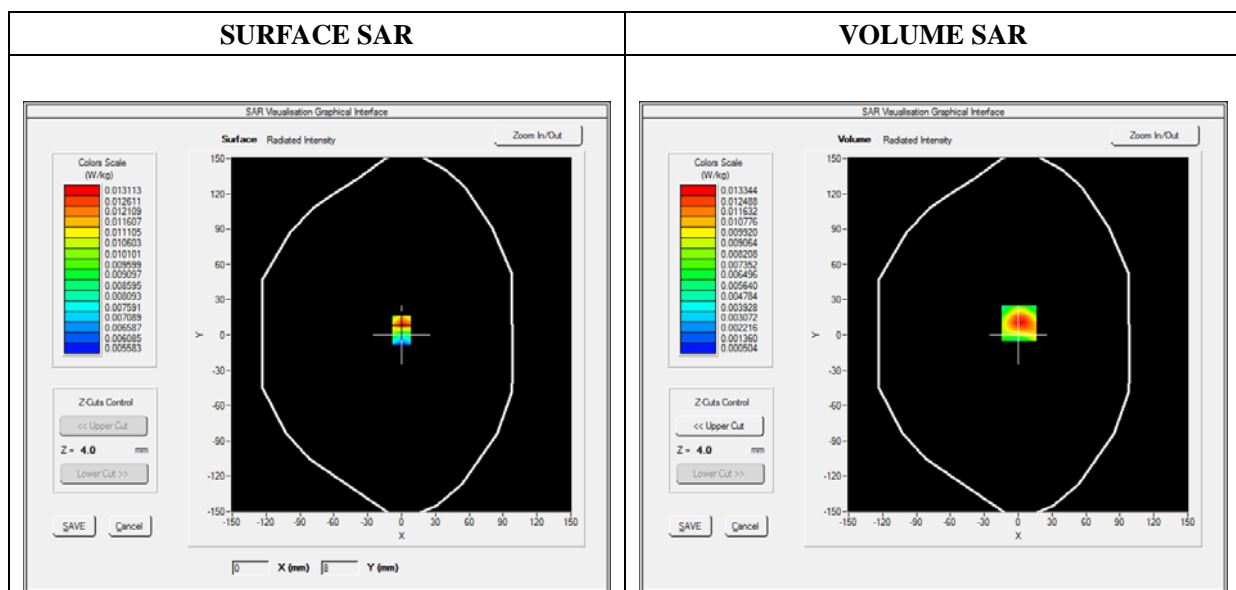 SURFACE SAR
VOLUME SAR
SAR Visualisation Graphical Interface
Surface Radiated Intensity
Zoom In/Out
Colors Scale
(W/kg)
0.013113
0.012611
0.012109
0.011607
0.011105
0.010603
0.010101
0.009599
0.009097
0.008595
0.008093
0.007591
0.007089
0.006587
0.006085
0.005583
Z-Cuts Control
<< Upper Cut
Z = 4.0 mm
Lower Cut >>
SAVE Cancel
150
120
90
60
30
0
-30
-60
-90
-120
-150
Y
-150 -120 -90 -60 -30 0 30 60 90 120 150
X
0 X (mm) 8 Y (mm)
SAR Visualisation Graphical Interface
Volume Radiated Intensity
Zoom In/Out
Colors Scale
(W/kg)
0.013344
0.012488
0.011632
0.010776
0.009920
0.009064
0.008208
0.007352
0.006496
0.005640
0.004784
0.003928
0.003072
0.002216
0.001360
0.000504
Z-Cuts Control
<< Upper Cut
Z = 4.0 mm
Lower Cut >>
SAVE Cancel
150
120
90
60
30
0
-30
-60
-90
-120
-150
Y
-150 -120 -90 -60 -30 0 30 60 90 120 150
X